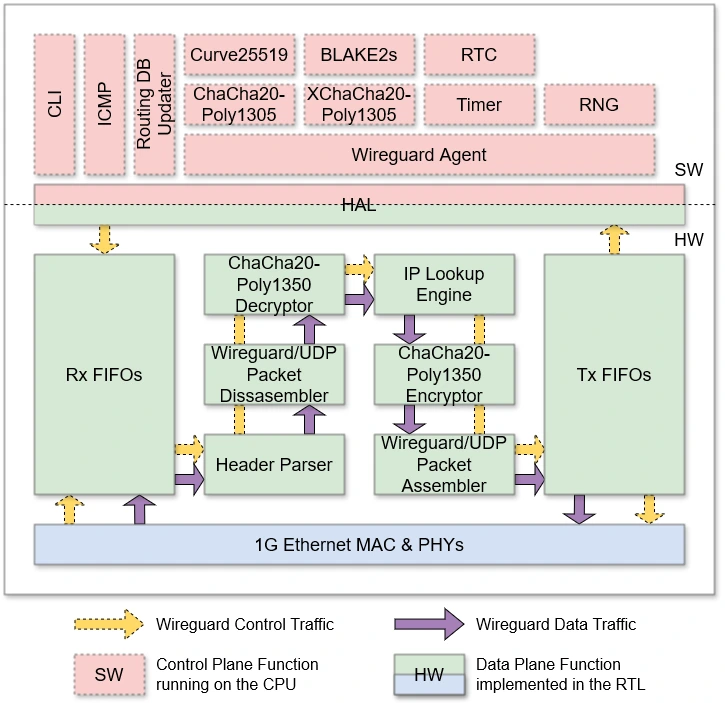 CLI
ICMP
Routing DB
Updater
Curve25519
BLAKE2s
RTC
ChaCha20-
Poly1305
XChaCha20-
Poly1305
Timer
RNG
Wireguard Agent
SW
HAL
HW
Rx FIFOs
ChaCha20-
Poly1350
Decryptor
IP Lookup
Engine
Wireguard/UDP
Packet
Dissasembler
ChaCha20-
Poly1350
Encryptor
Tx FIFOs
Header Parser
Wireguard/UDP
Packet
Assembler
1G Ethernet MAC & PHYs
Wireguard Control Traffic
Wireguard Data Traffic
SW
Control Plane Function
running on the CPU
HW
Data Plane Function
implemented in the RTL